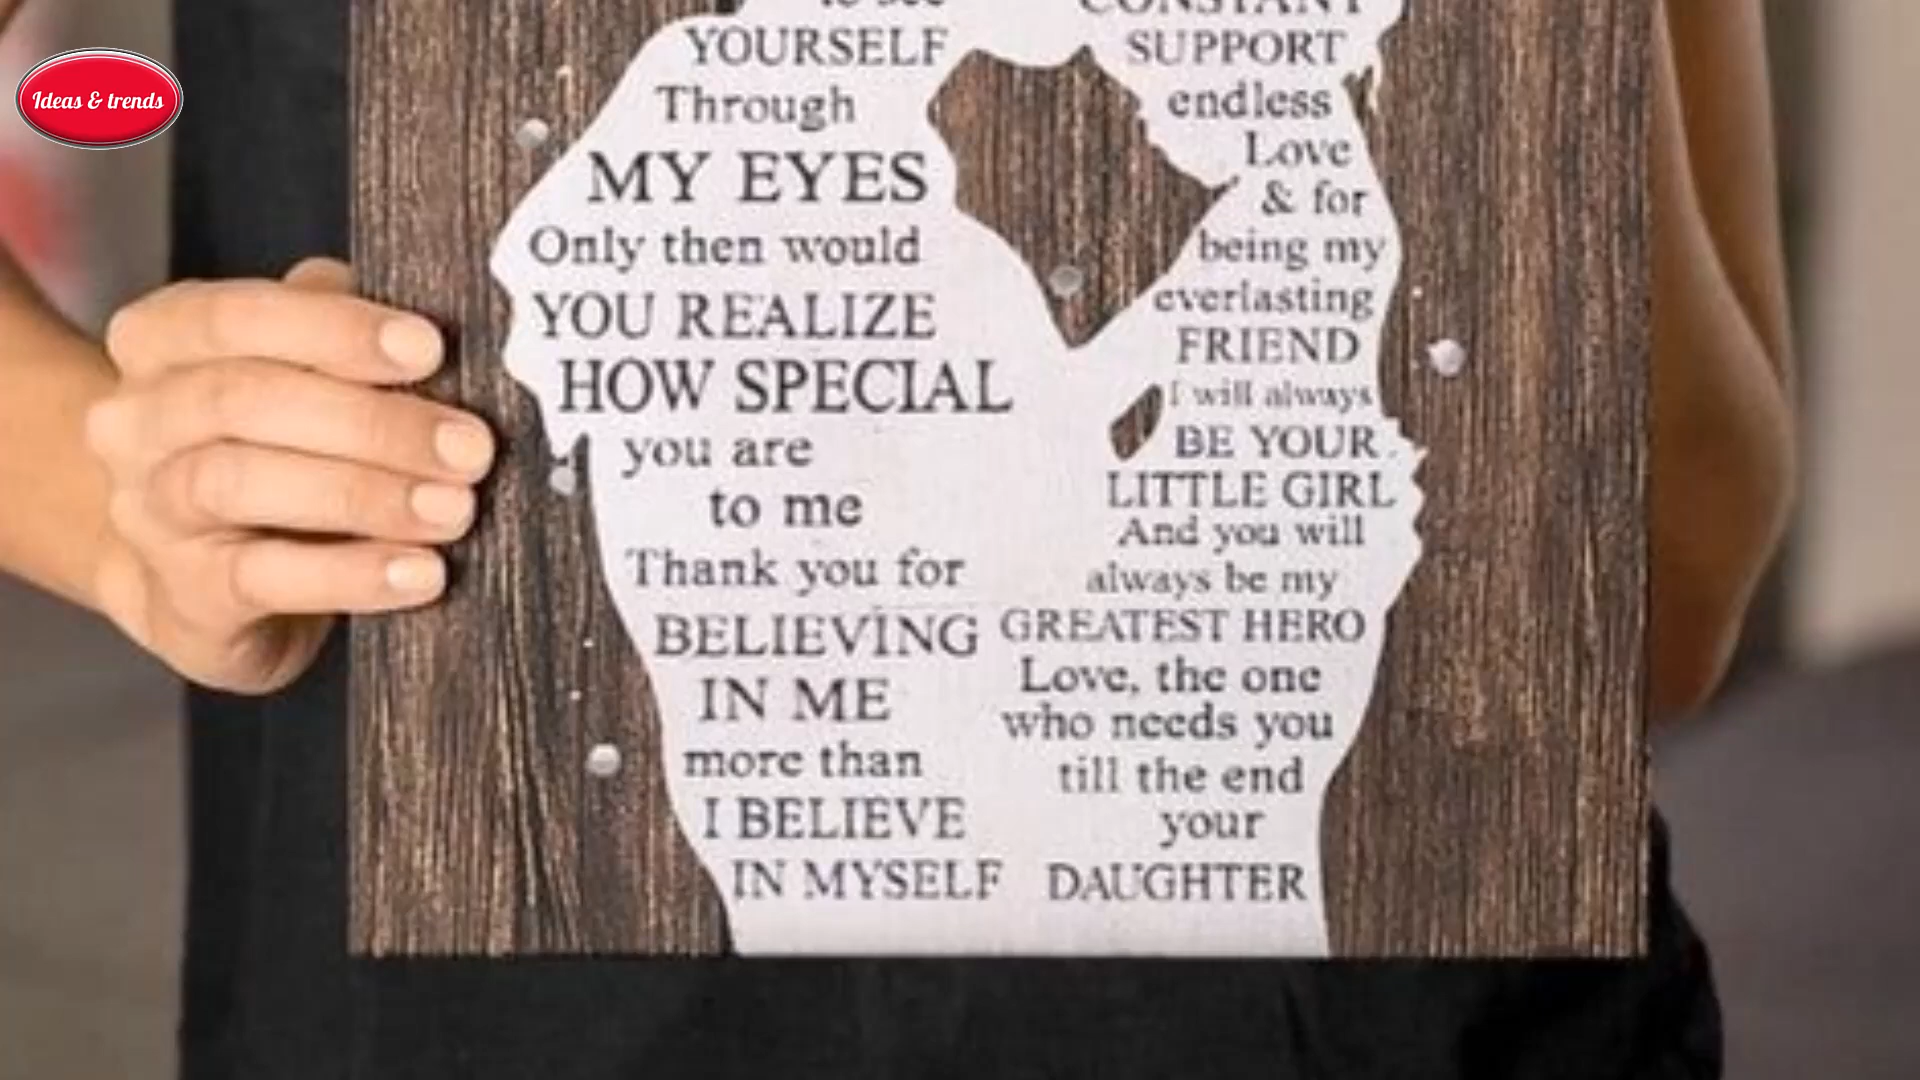 Ideas & trends
to see
YOURSELF
Through
MY EYES
Only then would
YOU REALIZE
HOW SPECIAL
you are
to me
Thank you for
BELIEVING
IN ME
more than
I BELIEVE
IN MYSELF
CONSTANT
SUPPORT
endless
Love
& for
being my
everlasting
FRIEND
I will always
BE YOUR
LITTLE GIRL
And you will
always be my
GREATEST HERO
Love, the one
who needs you
till the end
your
DAUGHTER